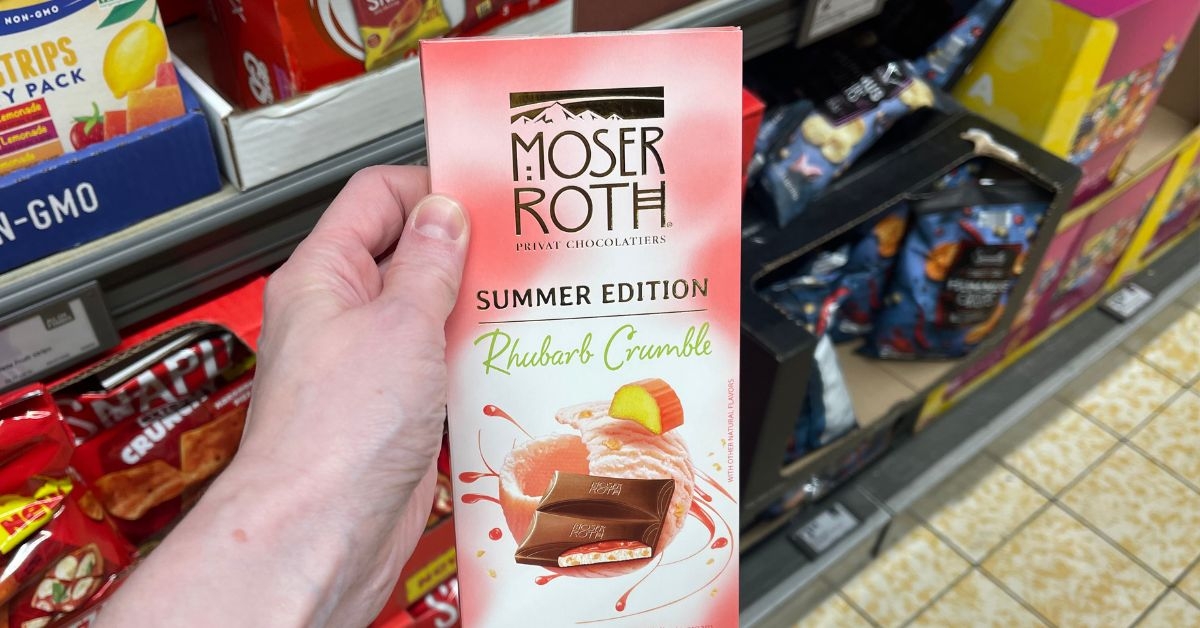 NON-GMO
STRIPS
Y PACK
Lemonade
Lemonade
N-GMO
MOSER
ROTH
PRIVAT CHOCOLATIERS
SUMMER EDITION
Rhubarb Crumble
WITH OTHER NATURAL FLAVORS
MOSER
ROTH
MOSER
ROTH
CRUNCH
HUMMUS